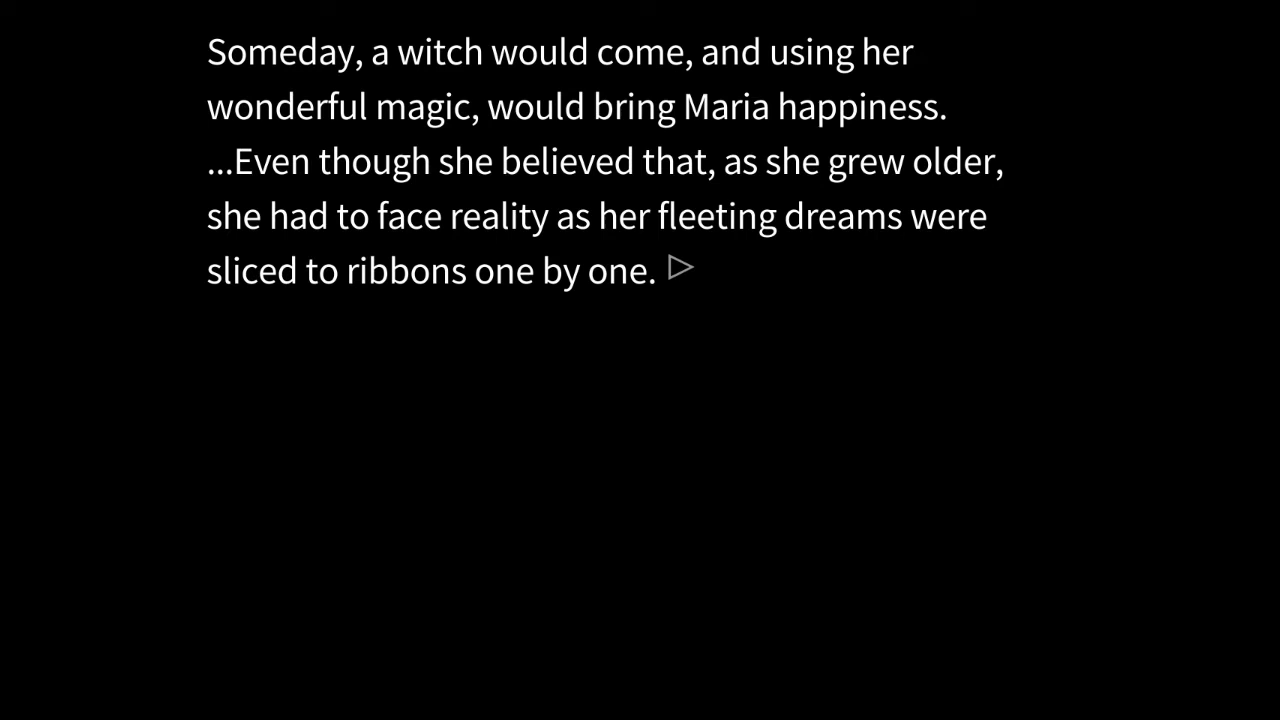 Someday, a witch would come, and using her
wonderful magic, would bring Maria happiness.
...Even though she believed that, as she grew older,
she had to face reality as her fleeting dreams were
sliced to ribbons one by one.